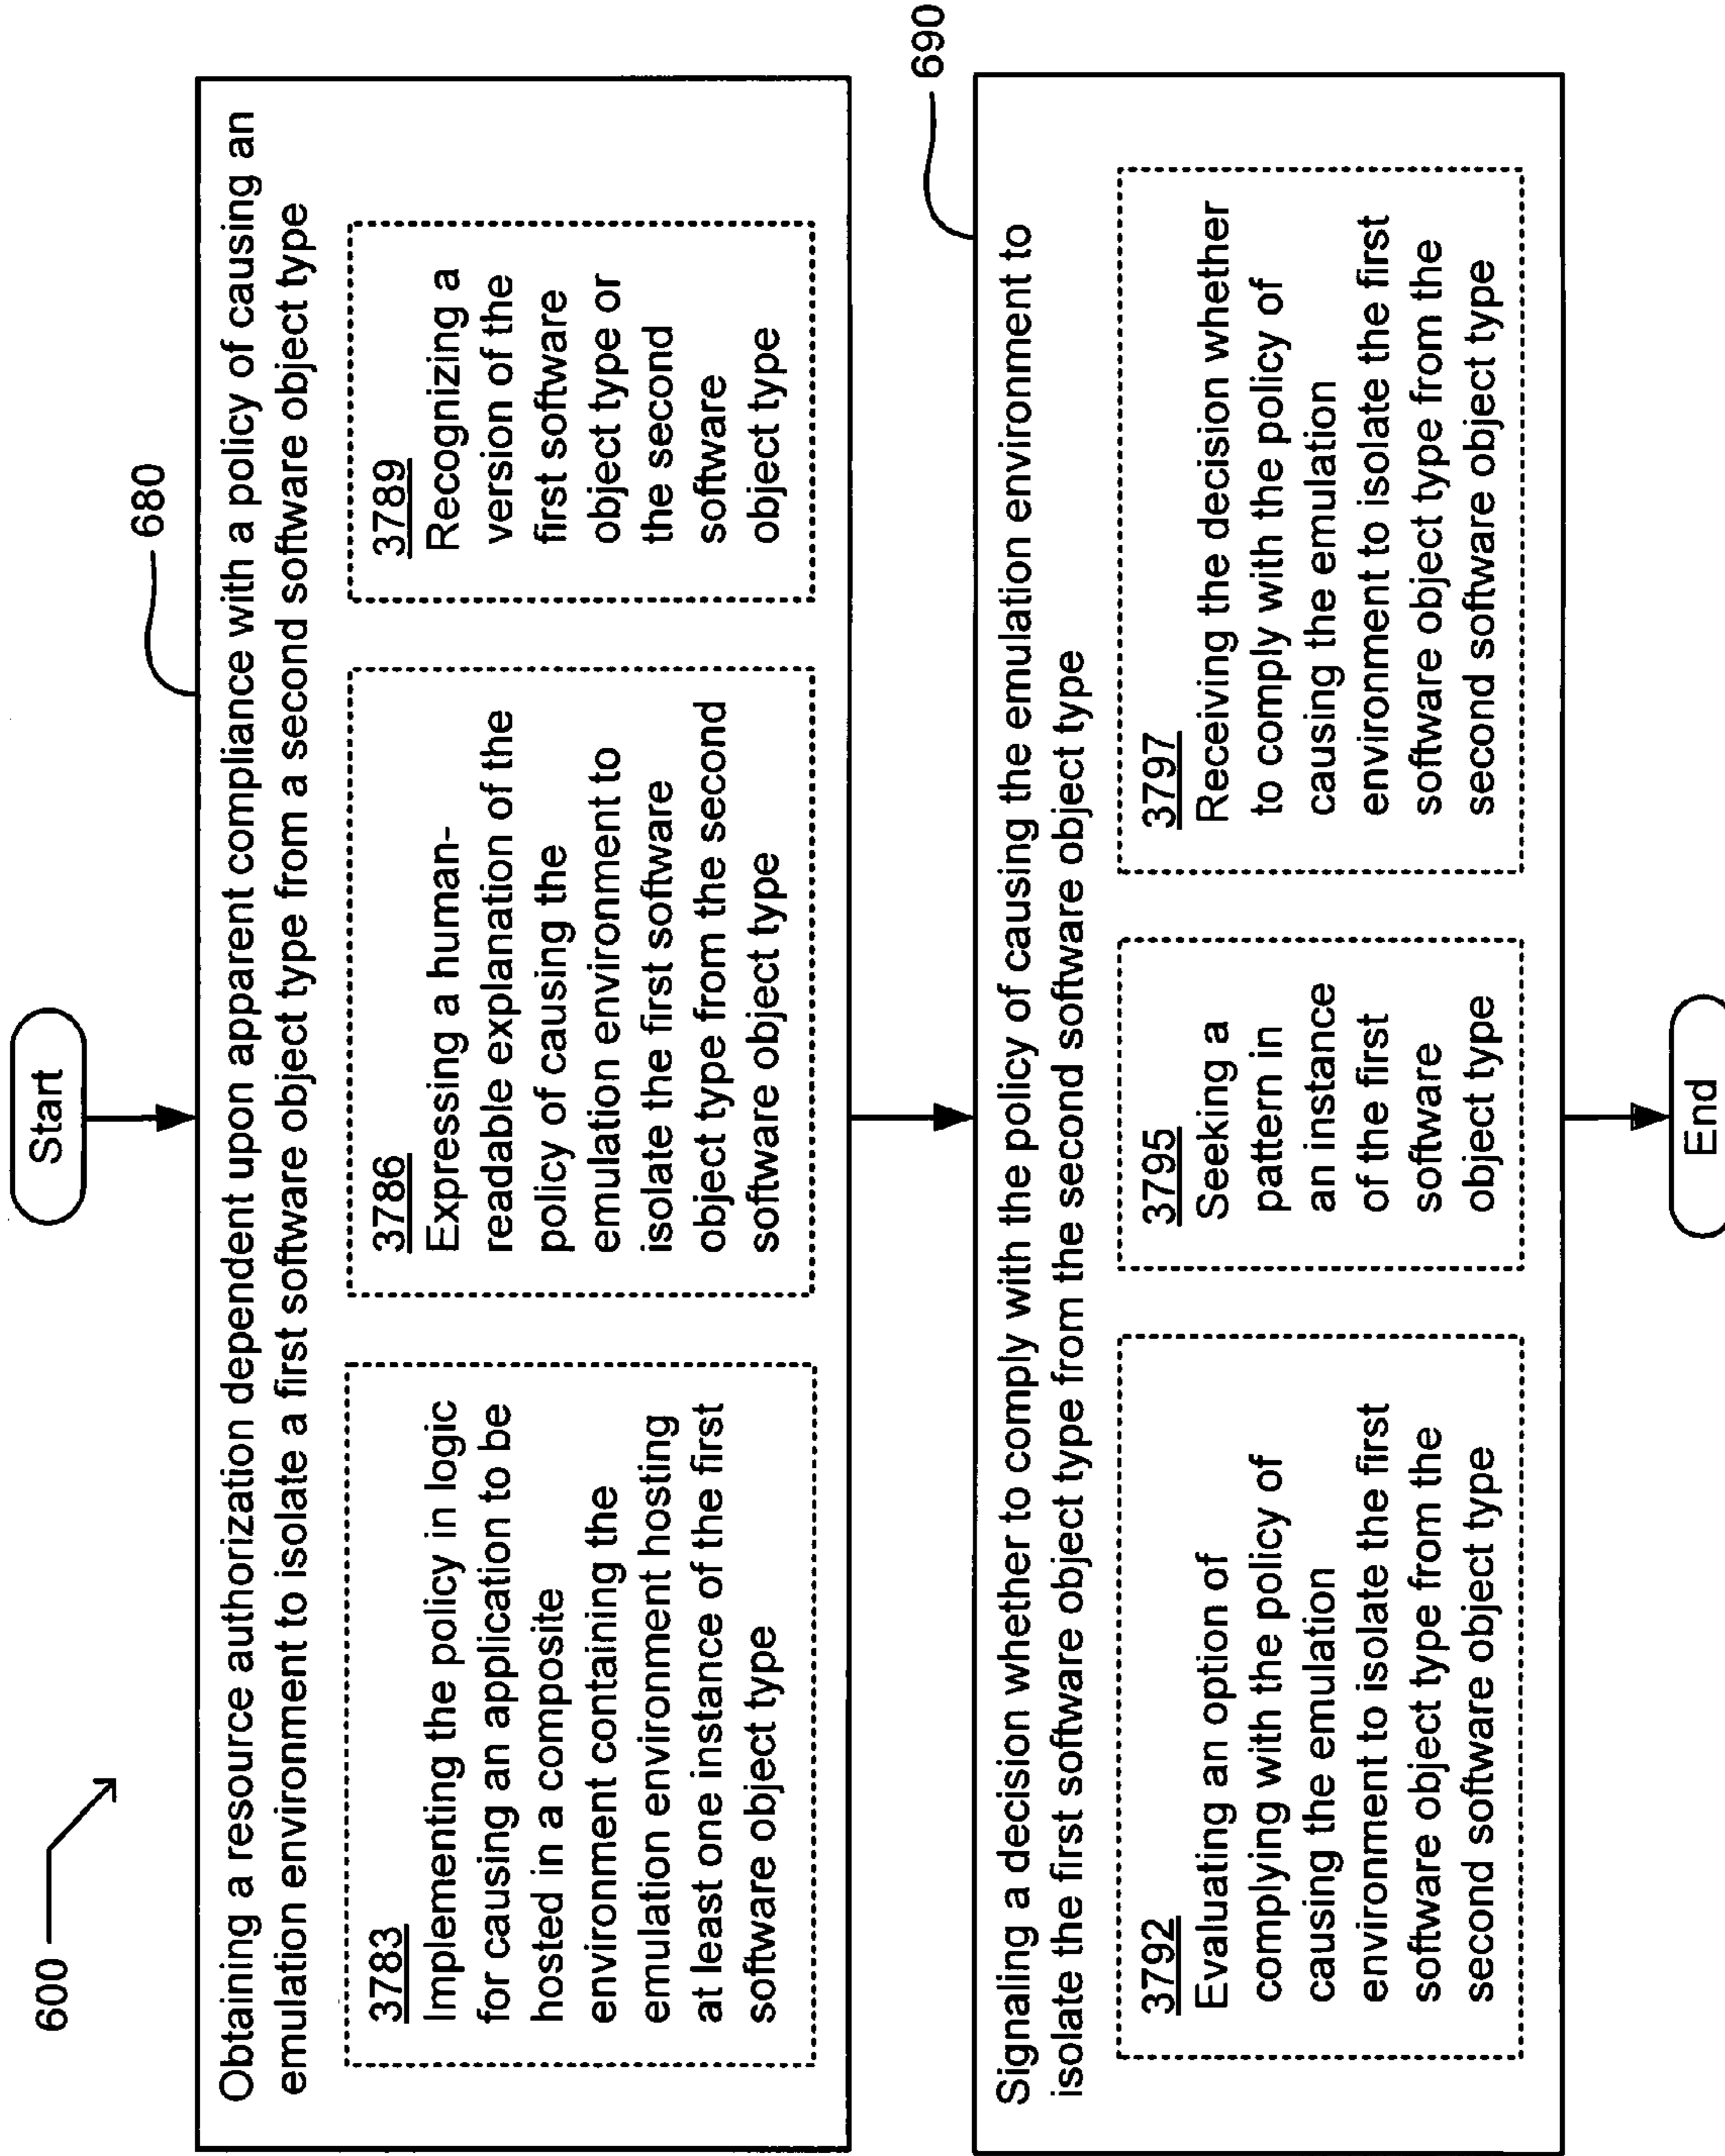 600
Start
680
Obtaining a resource authorization dependent upon apparent compliance with a policy of causing an
emulation environment to isolate a first software object type from a second software object type
3783
Implementing the policy in logic
for causing an application to be
hosted in a composite
environment containing the
emulation environment hosting
at least one instance of the first
software object type
3786
Expressing a human-
readable explanation of the
policy of causing the
emulation environment to
isolate the first software
object type from the second
software object type
3789
Recognizing a
version of the
first software
object type or
the second
software
object type
690
Signaling a decision whether to comply with the policy of causing the emulation environment to
isolate the first software object type from the second software object type
3792
Evaluating an option of
complying with the policy of
causing the emulation
environment to isolate the first
software object type from the
second software object type
3795
Seeking a
pattern in
an instance
of the first
software
object type
3797
Receiving the decision whether
to comply with the policy of
causing the emulation
environment to isolate the first
software object type from the
second software object type
End